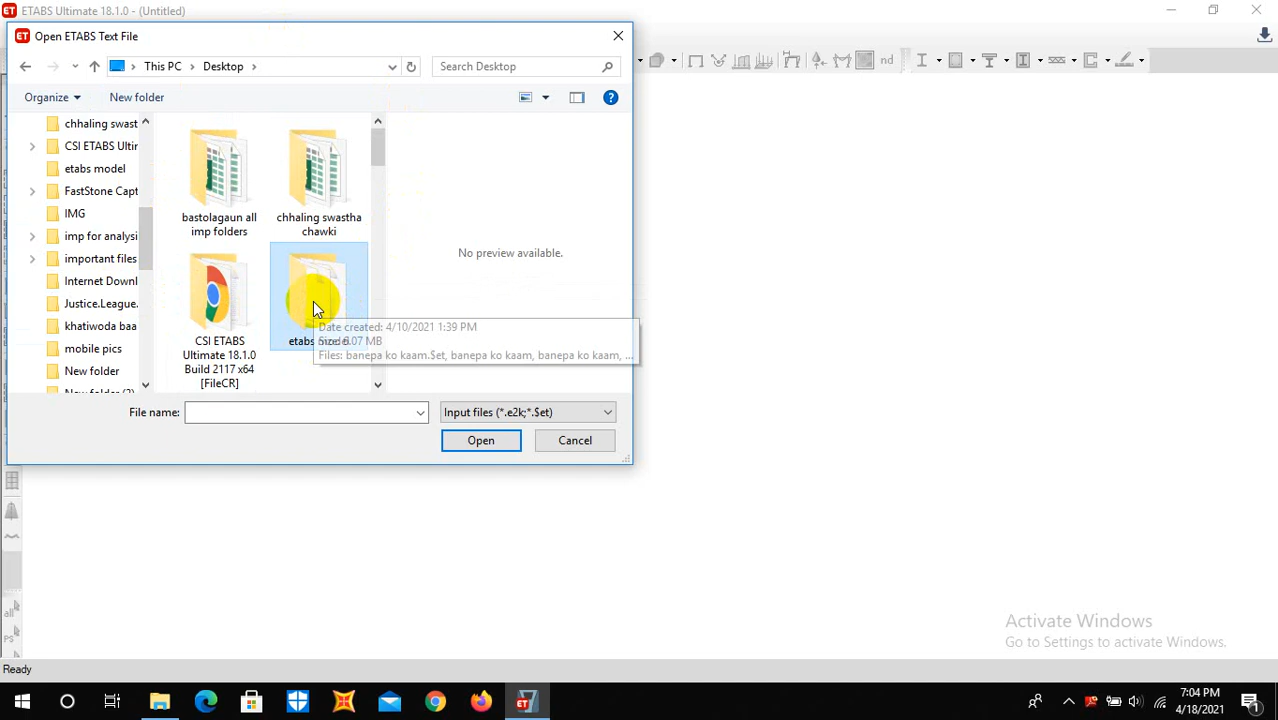 ETABS Ultimate 18.1.0 - (Untitled)
Open ETABS Text File
This PC
Desktop
Search Desktop
Organize
New folder
nd
chhaling swast
CSI ETABS Ultir
etabs model
FastStone Capt
IMG
imp for analysi
important files
Internet Downl
Justice.League.
khatiwoda baa
mobile pics
New folder
bastolagaun all
imp folders
chhaling swastha
chawki
CSI ETABS
Ultimate 18.1.0
Build 2117 x64
[FileCR]
etabs
No preview available.
Date created: 4/10/2021 1:39 PM
Files: banepa ko kaam.$et, banepa ko kaam, banepa ko kaam, ...
File name:
Input files (*.e2k;*.$et)
Open
Cancel
all
PS
Activate Windows
Go to Settings to activate Windows.
Ready
7:04 PM
4/18/2021
1